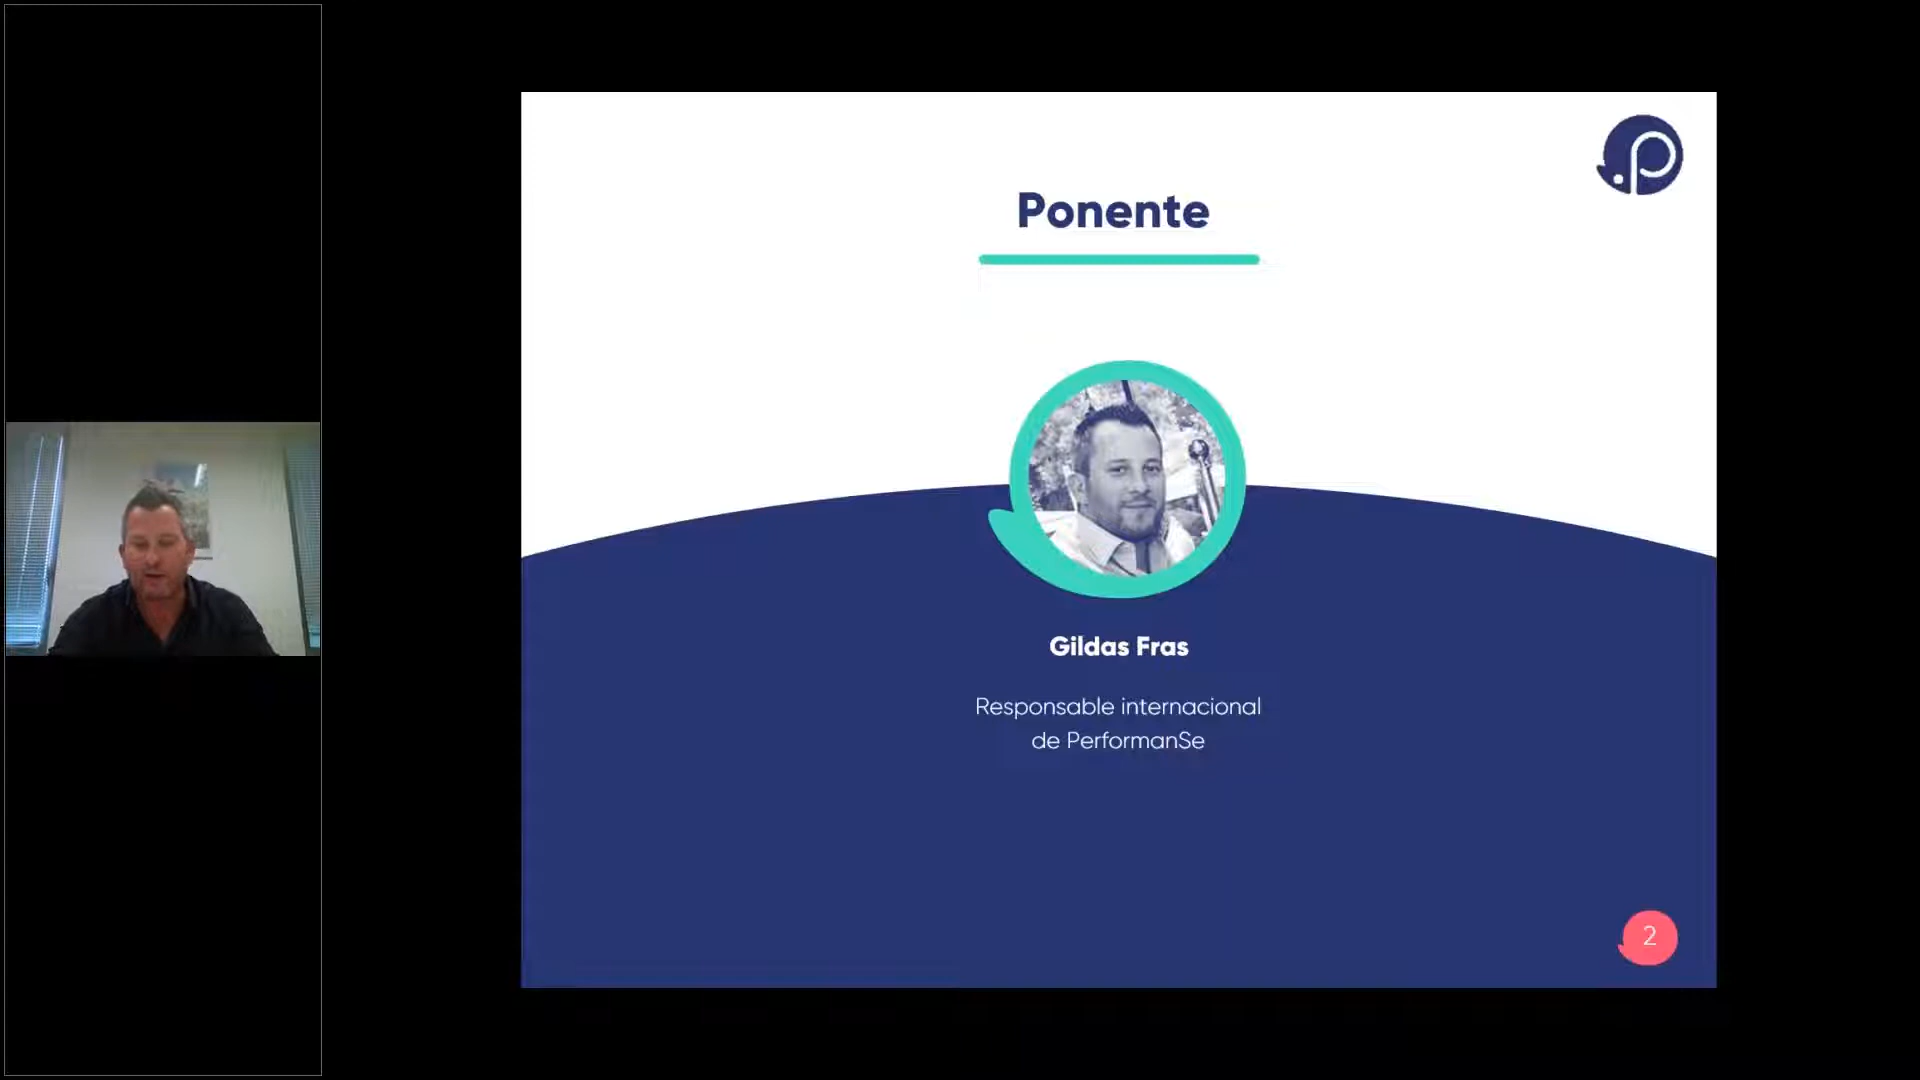 Ponente
Gildas Fras
Responsable internacional
de PerformanSe
2